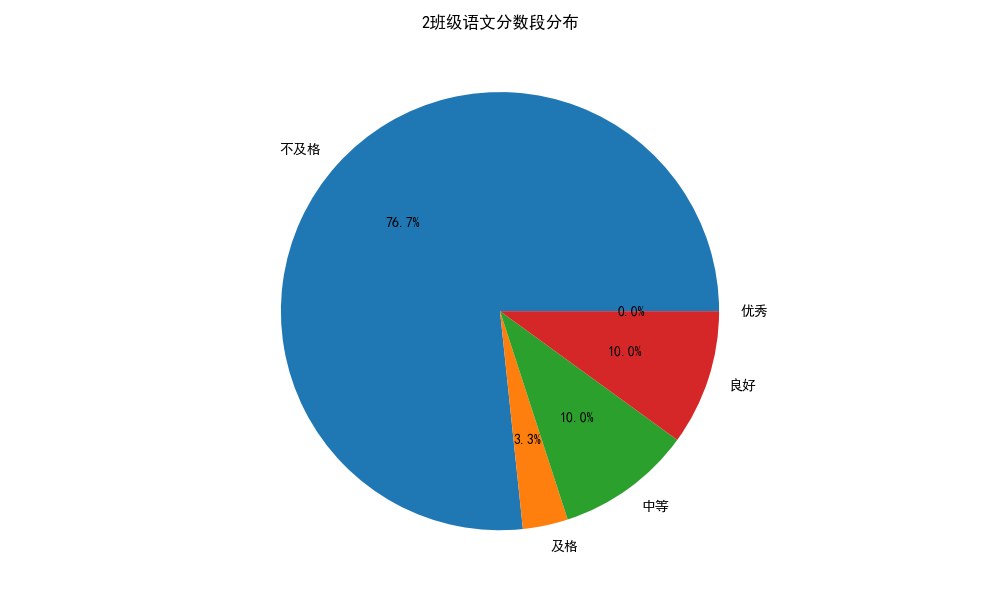 2班级语文分数段分布
不及格
76.7%
0.0%
优秀
10.0%
良好
10.0%
3.3%
中等
及格